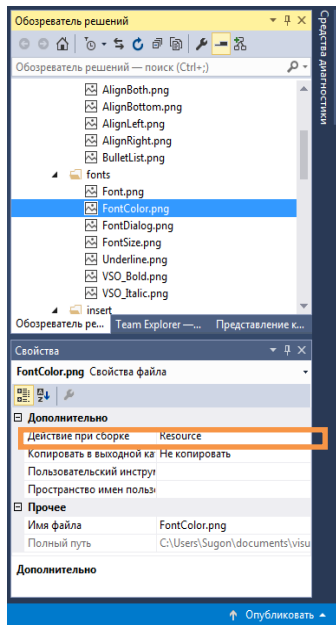 Обозреватель решений
Обозреватель решений — поиск (Ctrl+;)
AlignBoth.png
AlignBottom.png
AlignLeft.png
AlignRight.png
BulletList.png
fonts
Font.png
FontColor.png
FontDialog.png
FontSize.png
Underline.png
VSO_Bold.png
VSO_Italic.png
insert
Обозреватель ре... Team Explorer —... Представление к...
Свойства
FontColor.png Свойства файла
Дополнительно
Действие при сборке Resource
Копировать в выходной кат Не копировать
Пользовательский инструм
Пространство имен пользо
Прочее
Имя файла FontColor.png
Полный путь C:\Users\Sugon\documents\visu
Дополнительно
Опубликовать
Средства диагностики